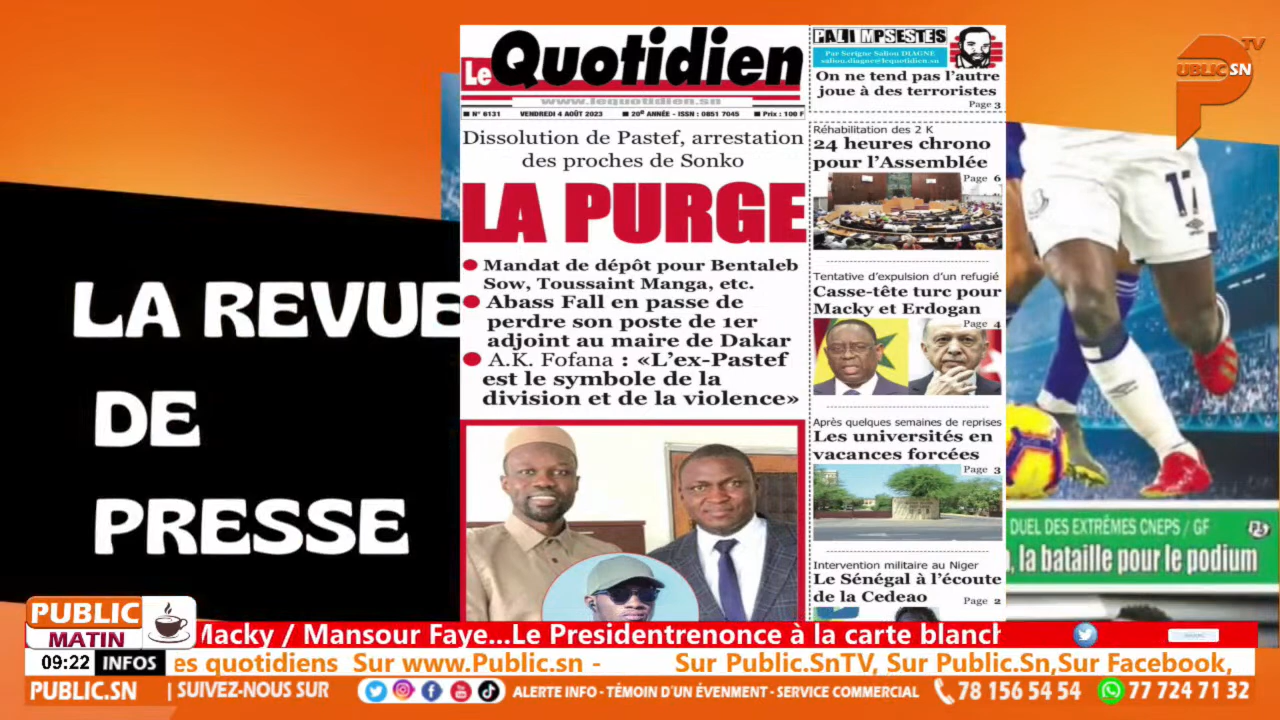 LA REVUE
DE
PRESSE
Le Quotidien
www.lequotidien.sn
N° 6131 VENDREDI 4 AOÛT 2023 20E ANNÉE - ISSN : 0851 7045 Prix : 100 F
Dissolution de Pastef, arrestation
des proches de Sonko
LA PURGE
Mandat de dépôt pour Bentaleb
Sow, Toussaint Manga, etc.
Abass Fall en passe de
perdre son poste de 1er
adjoint au maire de Dakar
A.K. Fofana : «L'ex-Pastef
est le symbole de la
division et de la violence»
PALIMPSESTES
Par Serigne Saliou DIAGNE
saliou.diagne@lequotidien.sn
On ne tend pas l'autre
joue à des terroristes
Page 3
Réhabilitation des 2 K
24 heures chrono
pour l'Assemblée
Page 6
Tentative d'expulsion d'un refugié
Casse-tête turc pour
Macky et Erdogan
Page 4
Après quelques semaines de reprises
Les universités en
vacances forcées
Page 3
Intervention militaire au Niger
Le Sénégal à l'écoute
de la Cedeao
Page 2
TV
PUBLIC SN
17
DUEL DES EXTRÊMES CNEPS / GF
P.5
, la bataille pour le podium
PUBLIC
MATIN
Macky / Mansour Faye...Le Presidentrenonce à la carte blanch
09:22 INFOS
es quotidiens Sur www.Public.sn - Sur Public.SnTV, Sur Public.Sn,Sur Facebook,
PUBLIC.SN | SUIVEZ-NOUS SUR ALERTE INFO - TÉMOIN D'UN ÉVENMENT - SERVICE COMMERCIAL 78 156 54 54 77 724 71 32